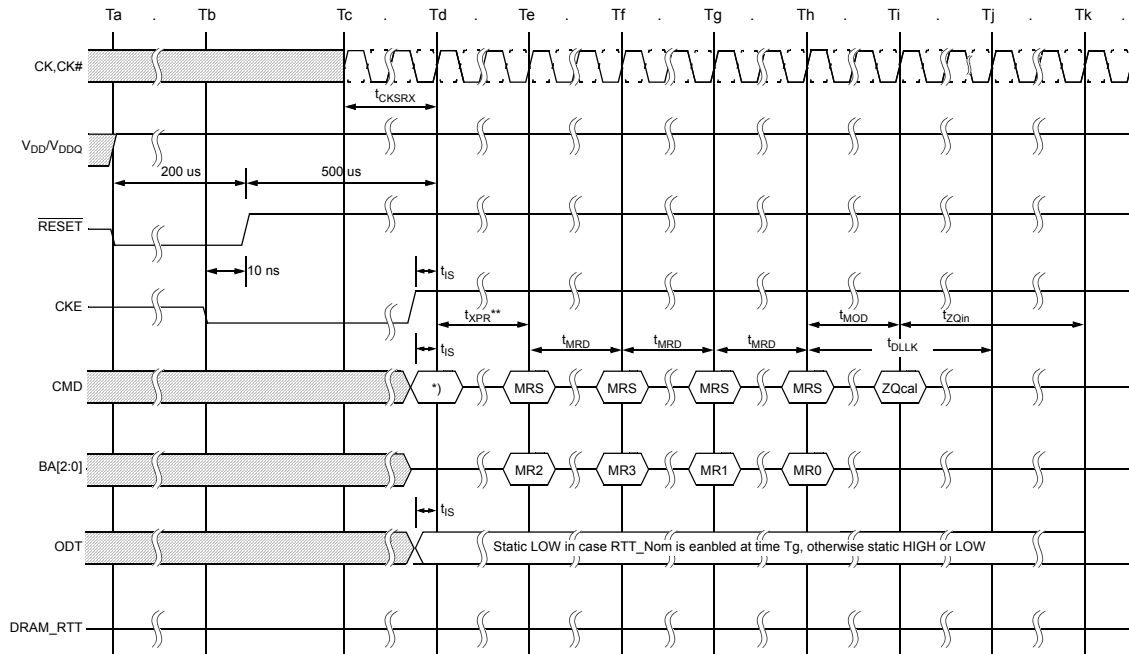 Ta . Tb . Tc . Td . Te . Tf . Tg . Th . Ti . Tj . Tk .
CK,CK#
tCKSRX
VDD/VDDQ
200 us 500 us
RESET
10 ns tIS
CKE
tXPR** tMOD tZQin
tIS tMRD tMRD tMRD tDLLK
CMD *) MRS MRS MRS MRS ZQcal
BA[2:0] MR2 MR3 MR1 MR0
tIS
ODT Static LOW in case RTT_Nom is eanbled at time Tg, otherwise static HIGH or LOW
DRAM_RTT